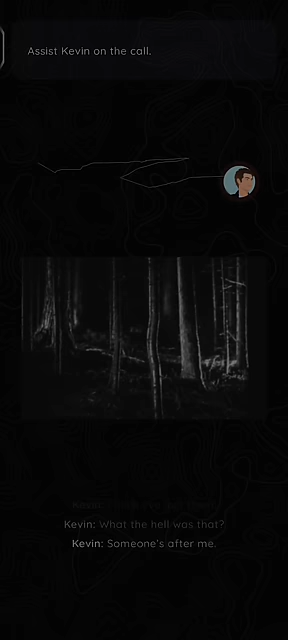 Assist Kevin on the call.
Kevin: What the hell was that?
Kevin: Someone's after me.